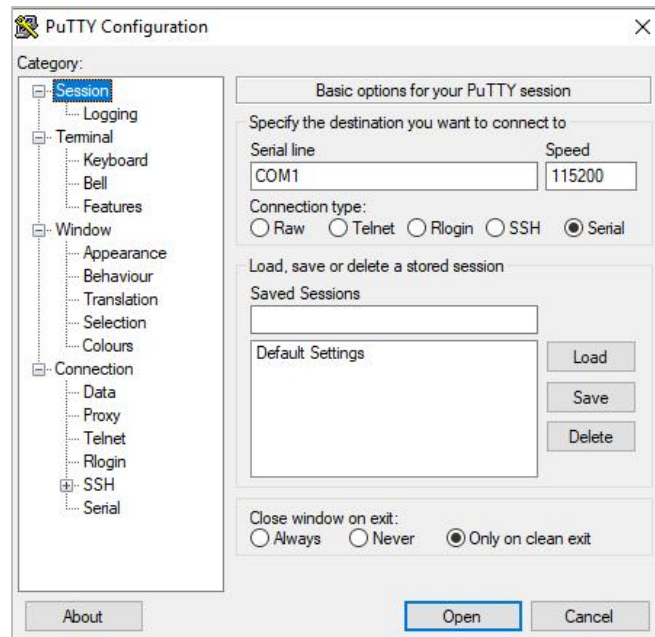 PuTTY Configuration
Category:
Session
Logging
Terminal
Keyboard
Bell
Features
Window
Appearance
Behaviour
Translation
Selection
Colours
Connection
Data
Proxy
Telnet
Rlogin
SSH
Serial
Basic options for your PuTTY session
Specify the destination you want to connect to
Serial line Speed
COM1 115200
Connection type:
Raw Telnet Rlogin SSH Serial
Load, save or delete a stored session
Saved Sessions
Default Settings
Load
Save
Delete
Close window on exit:
Always Never Only on clean exit
About Open Cancel